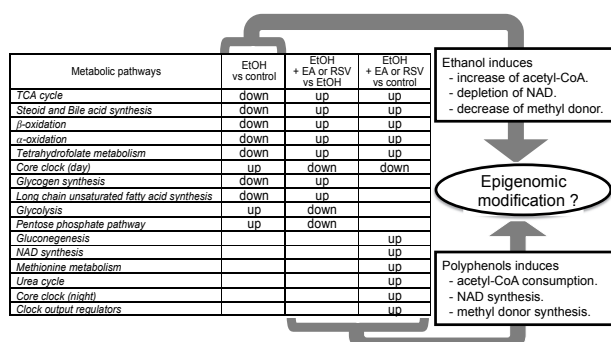 Metabolic pathways EtOH vs control EtOH + EA or RSV vs EtOH EtOH + EA or RSV vs control
TCA cycle down up up
Steoid and Bile acid synthesis down up up
β-oxidation down up up
α-oxidation down up up
Tetrahydrofolate metabolism down up up
Core clock (day) up down down
Glycogen synthesis down up
Long chain unsaturated fatty acid synthesis down up
Glycolysis up down
Pentose phosphate pathway up down
Gluconegenesis up
NAD synthesis up
Methionine metabolism up
Urea cycle up
Core clock (night) up
Clock output regulators up
Ethanol induces
- increase of acetyl-CoA.
- depletion of NAD.
- decrease of methyl donor.
Epigenomic
modification ?
Polyphenols induces
- acetyl-CoA consumption.
- NAD synthesis.
- methyl donor synthesis.